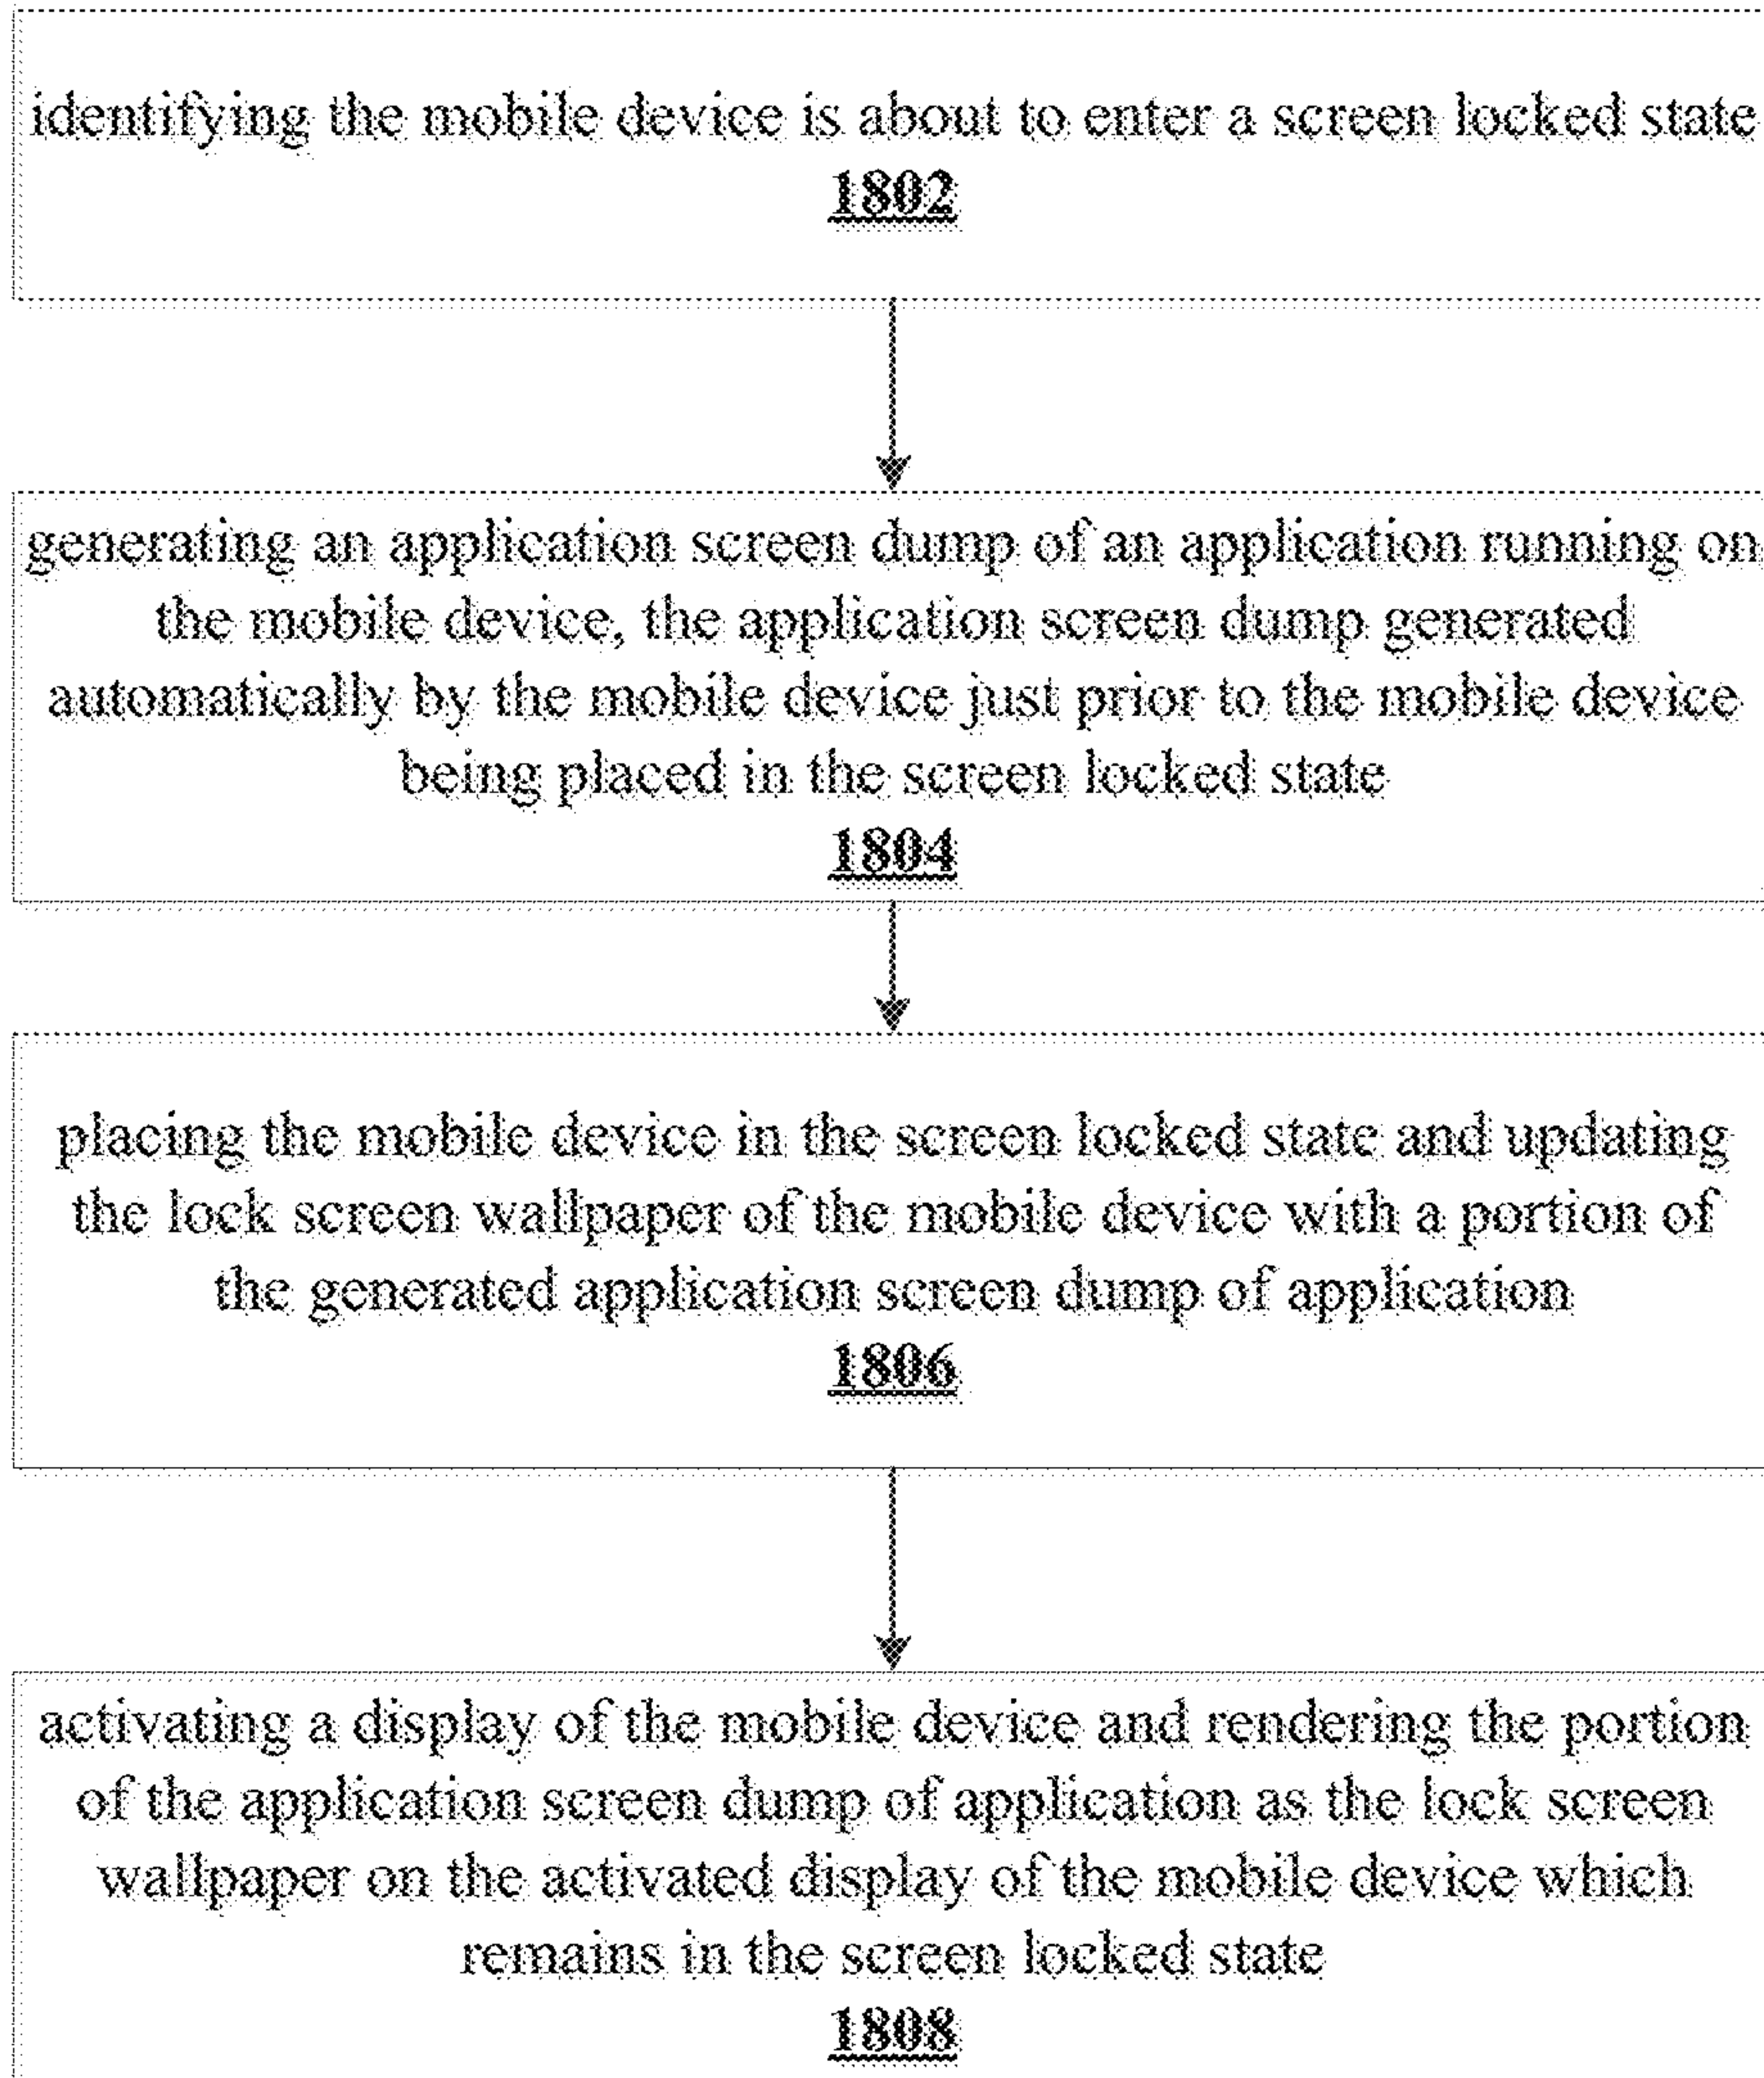 identifying the mobile device is about to enter a screen locked state
1802
generating an application screen dump of an application running on
the mobile device, the application screen dump generated
automatically by the mobile device just prior to the mobile device
being placed in the screen locked state
1804
placing the mobile device in the screen locked state and updating
the lock screen wallpaper of the mobile device with a portion of
the generated application screen dump of application
1806
activating a display of the mobile device and rendering the portion
of the application screen dump of application as the lock screen
wallpaper on the activated display of the mobile device which
remains in the screen locked state
1808